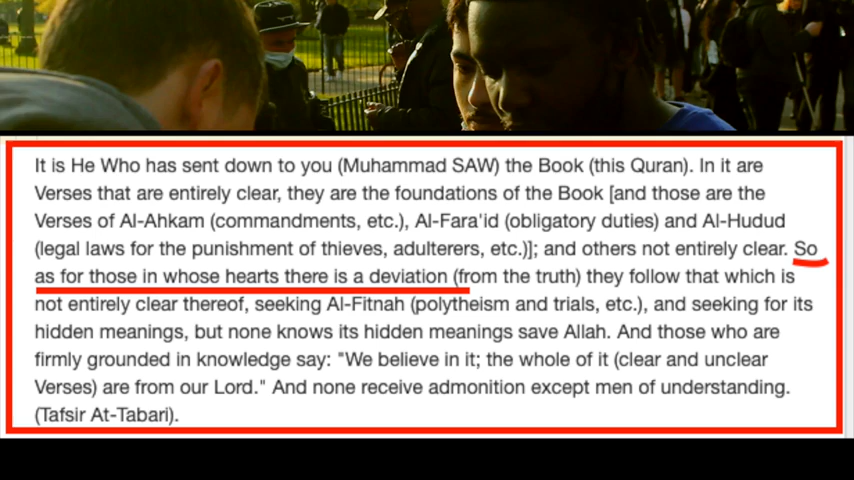 It is He Who has sent down to you (Muhammad SAW) the Book (this Quran). In it are
Verses that are entirely clear, they are the foundations of the Book [and those are the
Verses of Al-Ahkam (commandments, etc.), Al-Fara'id (obligatory duties) and Al-Hudud
(legal laws for the punishment of thieves, adulterers, etc.)]; and others not entirely clear. So
as for those in whose hearts there is a deviation (from the truth) they follow that which is
not entirely clear thereof, seeking Al-Fitnah (polytheism and trials, etc.), and seeking for its
hidden meanings, but none knows its hidden meanings save Allah. And those who are
firmly grounded in knowledge say: "We believe in it; the whole of it (clear and unclear
Verses) are from our Lord." And none receive admonition except men of understanding.
(Tafsir At-Tabari).